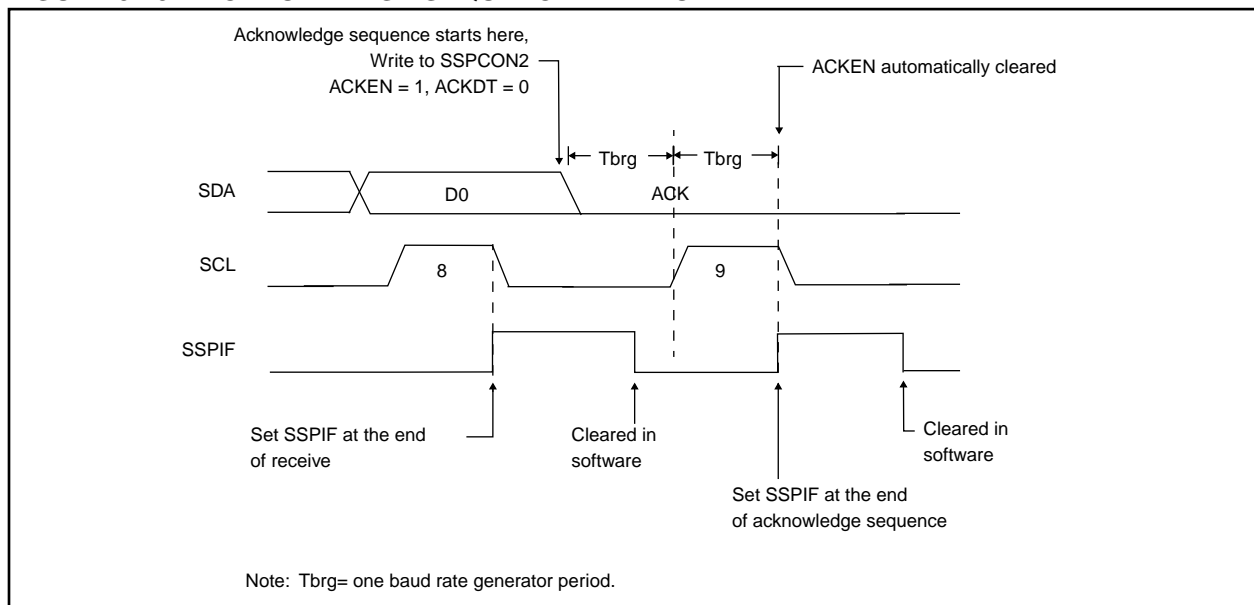 Acknowledge sequence starts here,
Write to SSPCON2
ACKEN = 1, ACKDT = 0
ACKEN automatically cleared
Tbrg
Tbrg
SDA
D0
ACK
SCL
8
9
SSPIF
Set SSPIF at the end
of receive
Cleared in
software
Cleared in
software
Set SSPIF at the end
of acknowledge sequence
Note: Tbrg= one baud rate generator period.